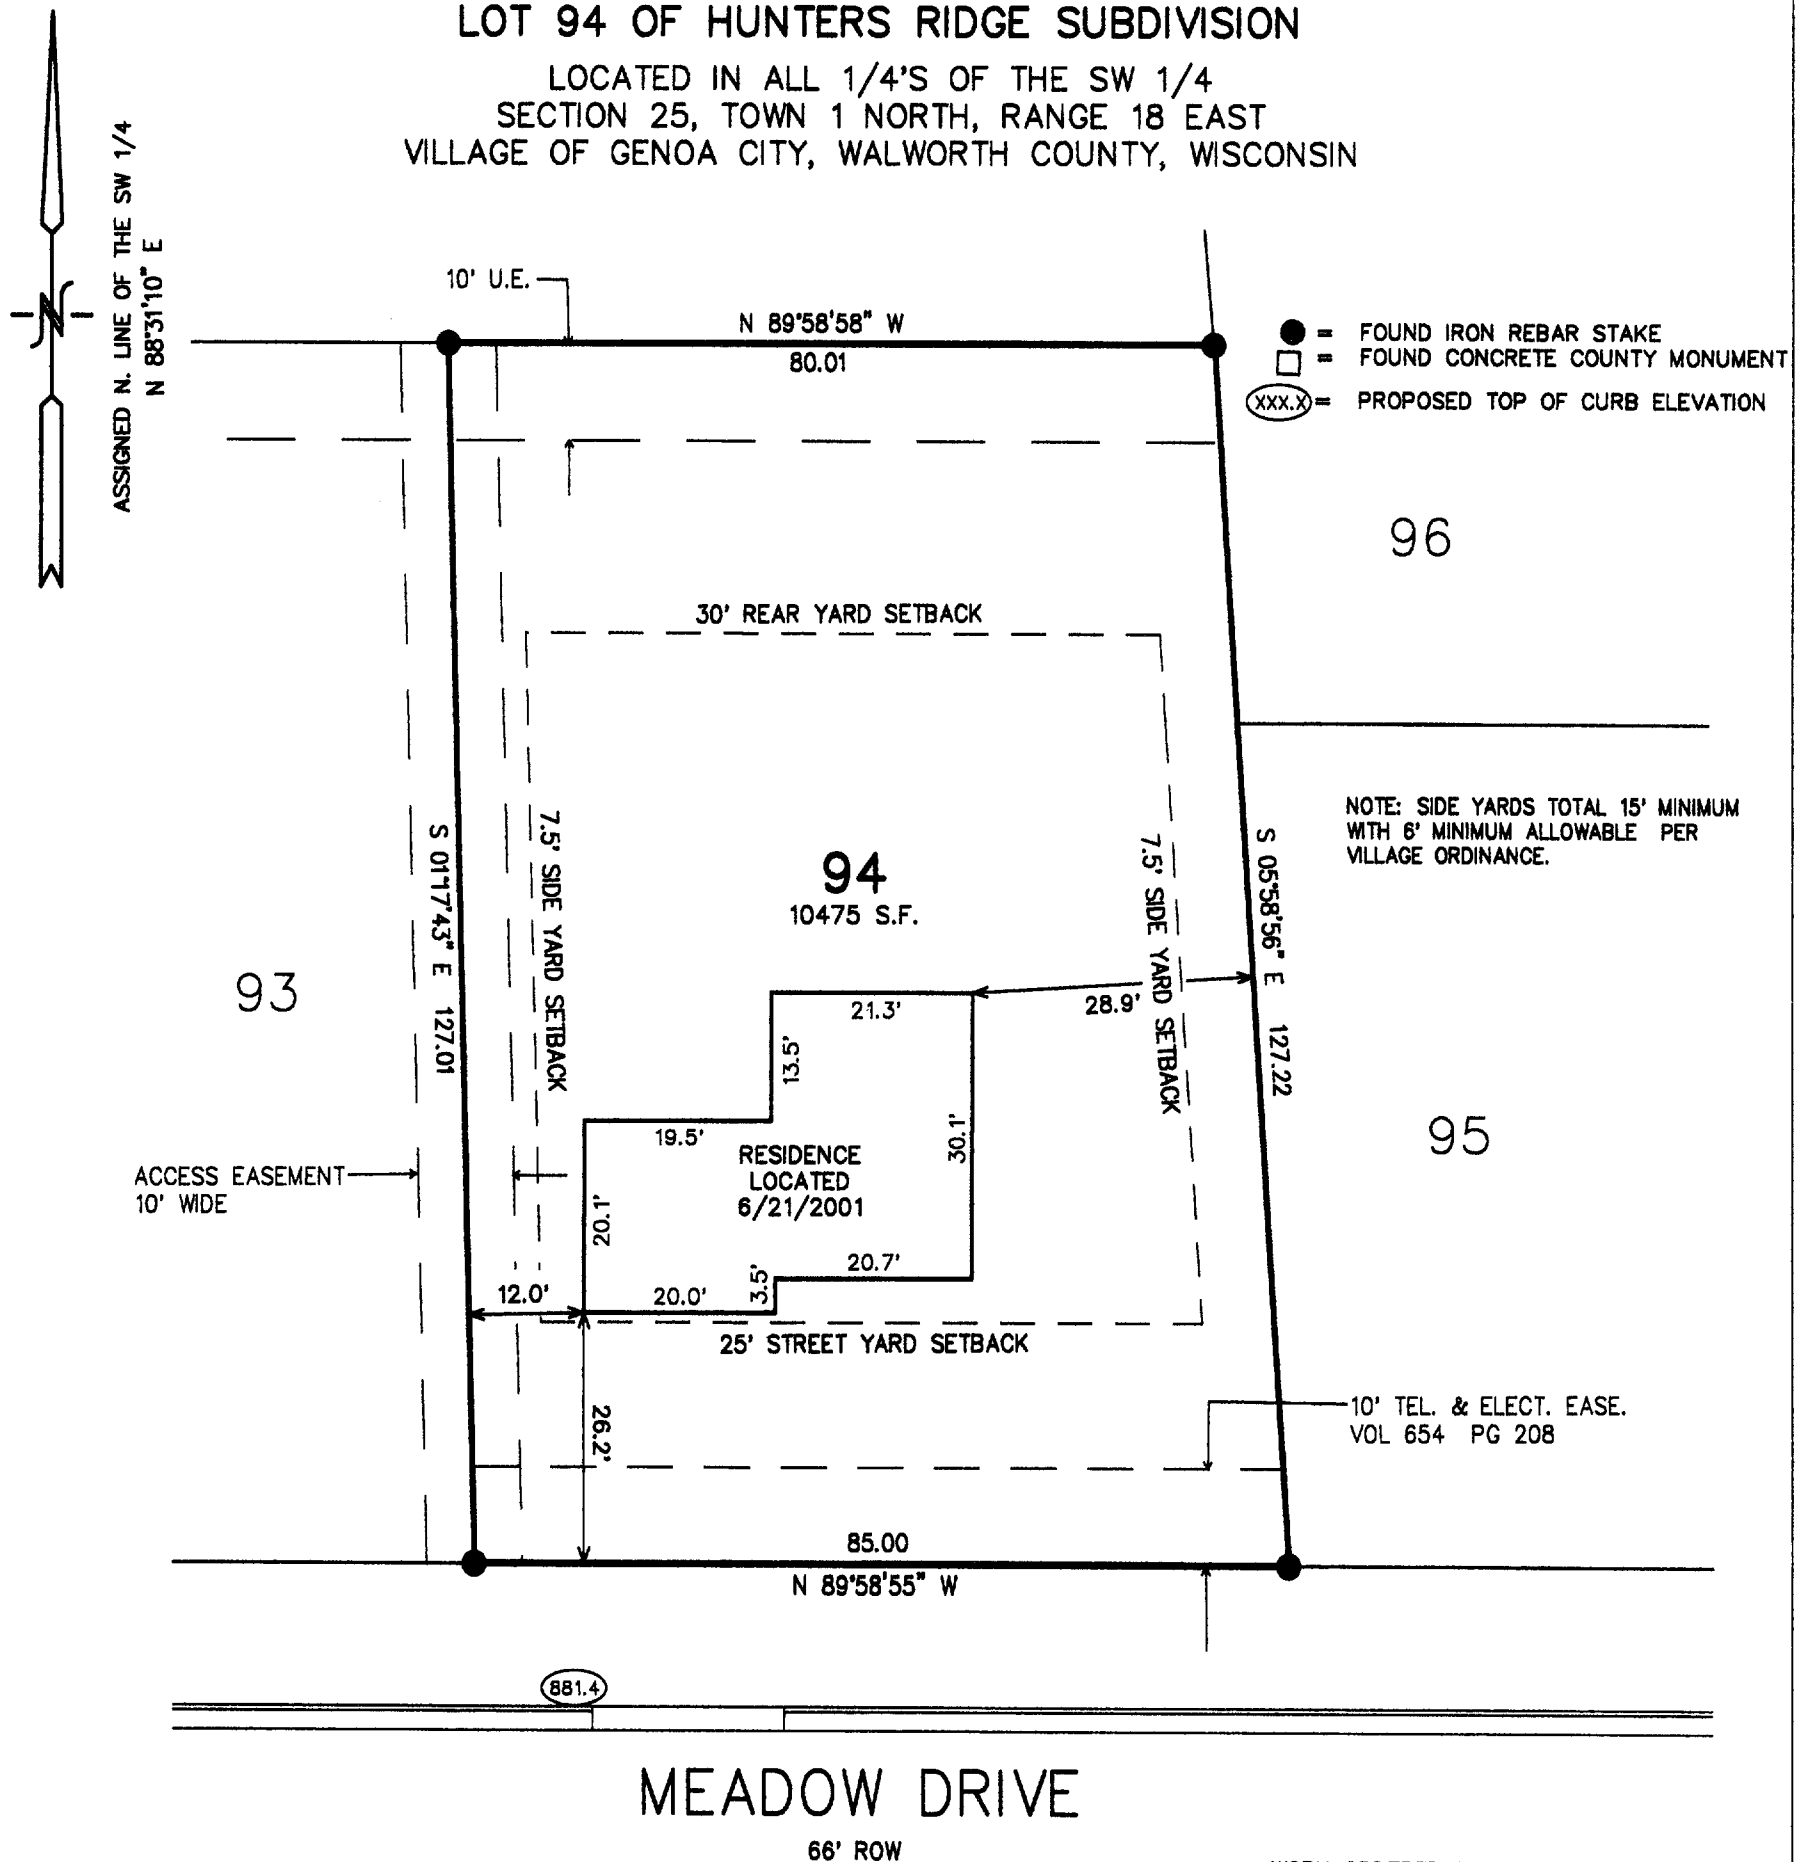 LOT 94 OF HUNTERS RIDGE SUBDIVISION
LOCATED IN ALL 1/4'S OF THE SW 1/4
SECTION 25, TOWN 1 NORTH, RANGE 18 EAST
VILLAGE OF GENOA CITY, WALWORTH COUNTY, WISCONSIN
ASSIGNED N. LINE OF THE SW 1/4
N 88°31'10" E
N
10' U.E.
N 89°58'58" W
80.01
= FOUND IRON REBAR STAKE
= FOUND CONCRETE COUNTY MONUMENT
XXX.X = PROPOSED TOP OF CURB ELEVATION
96
30' REAR YARD SETBACK
NOTE: SIDE YARDS TOTAL 15' MINIMUM
WITH 6' MINIMUM ALLOWABLE PER
VILLAGE ORDINANCE.
S 01°17'43" E 127.01
7.5' SIDE YARD SETBACK
94
10475 S.F.
7.5' SIDE YARD SETBACK
S 05°58'56" E 127.22
93
21.3'
28.9'
13.5'
19.5'
30.1'
95
RESIDENCE
LOCATED
6/21/2001
ACCESS EASEMENT
10' WIDE
20.1'
20.7'
3.5'
12.0'
20.0'
25' STREET YARD SETBACK
26.2'
10' TEL. & ELECT. EASE.
VOL 654 PG 208
85.00
N 89°58'55" W
881.4
MEADOW DRIVE
66' ROW